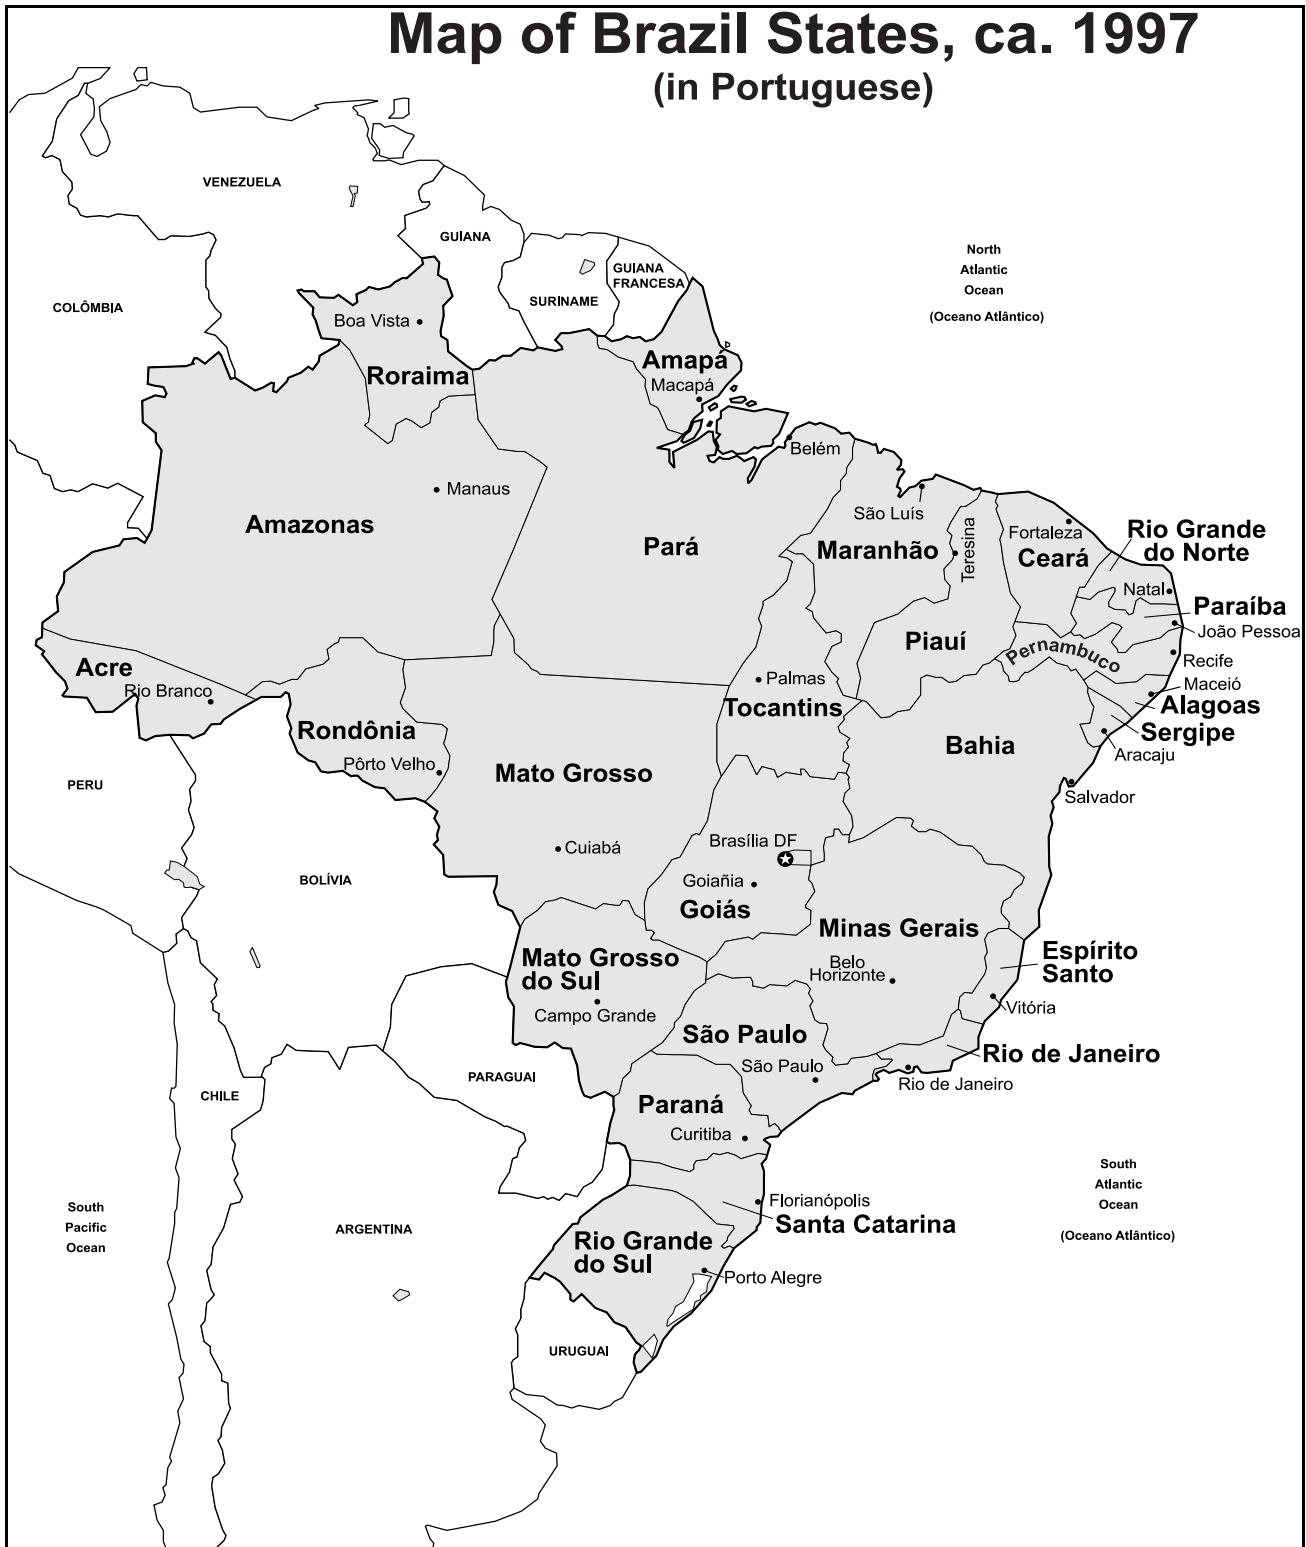 Map of Brazil States, ca. 1997
(in Portuguese)
VENEZUELA
GUIANA
GUIANA
FRANCESA
SURINAME
COLÔMBIA
North
Atlantic
Ocean
(Oceano Atlântico)
Boa Vista
Roraima
Amapá
Macapá
Belém
Manaus
Amazonas
Pará
São Luís
Maranhão
Teresina
Fortaleza
Ceará
Rio Grande
do Norte
Natal
Paraíba
João Pessoa
Piauí
Pernambuco
Recife
Maceió
Alagoas
Sergipe
Aracaju
Acre
Rio Branco
Palmas
Tocantins
Rondônia
Pôrto Velho
Mato Grosso
Bahia
Salvador
PERU
Cuiabá
Brasília DF
Goiañia
Goiás
BOLÍVIA
Minas Gerais
Belo
Horizonte
Espírito
Santo
Vitória
Mato Grosso
do Sul
Campo Grande
São Paulo
São Paulo
Rio de Janeiro
Rio de Janeiro
PARAGUAI
CHILE
Paraná
Curitiba
South
Atlantic
Ocean
(Oceano Atlântico)
South
Pacific
Ocean
ARGENTINA
Florianópolis
Santa Catarina
Rio Grande
do Sul
Porto Alegre
URUGUAI